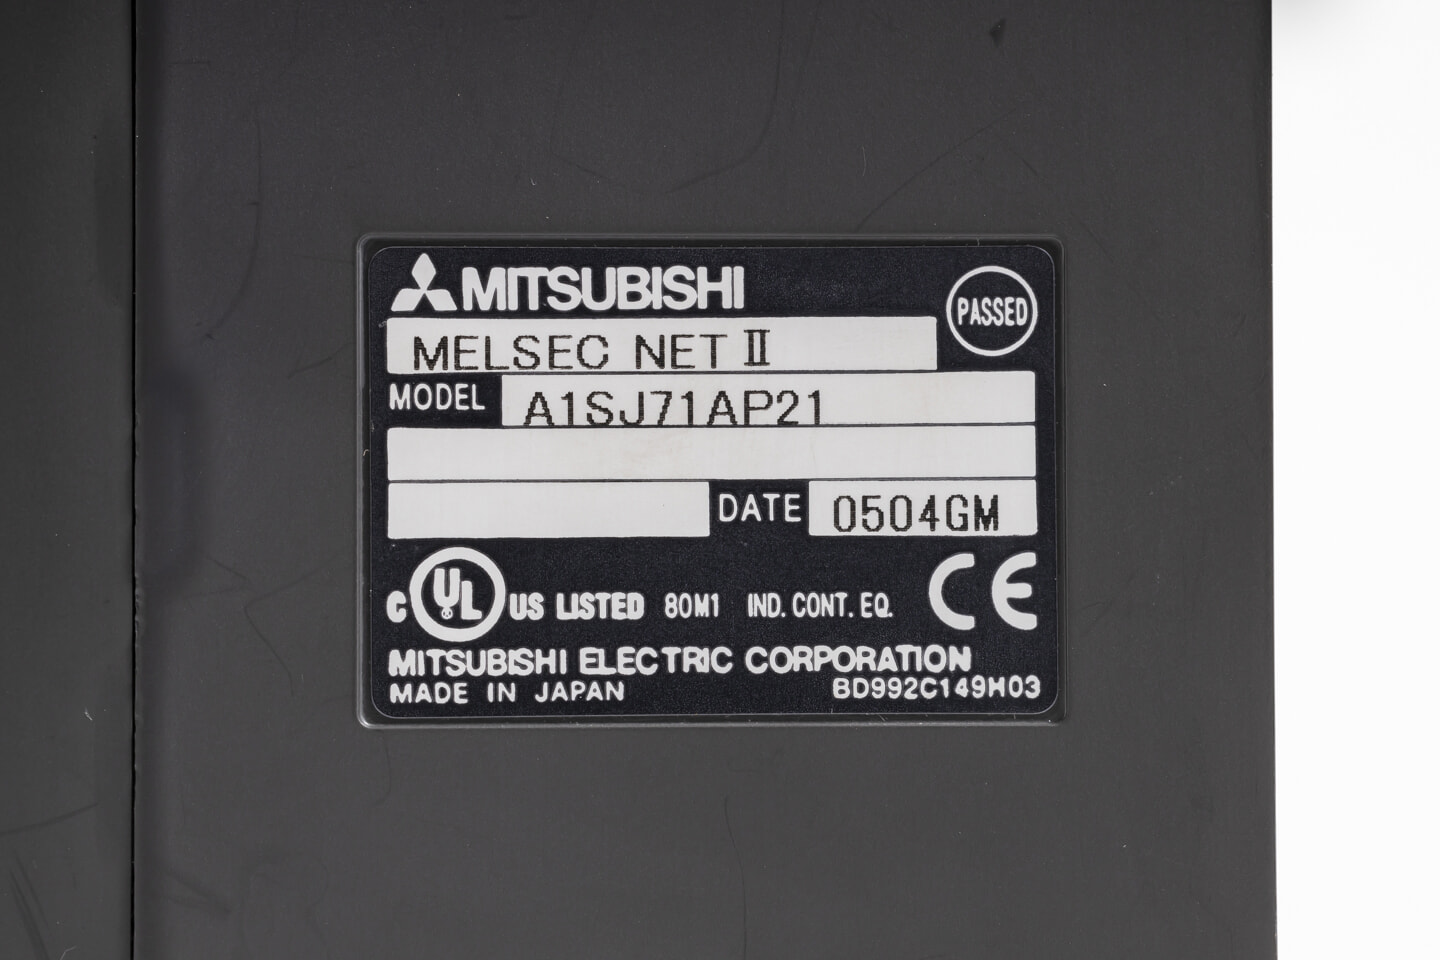 MITSUBISHI
PASSED
MELSEC NET Ⅱ
MODEL A1SJ71AP21
DATE 0504GM
C UL US LISTED 80M1 IND. CONT. EQ. CE
MITSUBISHI ELECTRIC CORPORATION
MADE IN JAPAN BD992C149H03